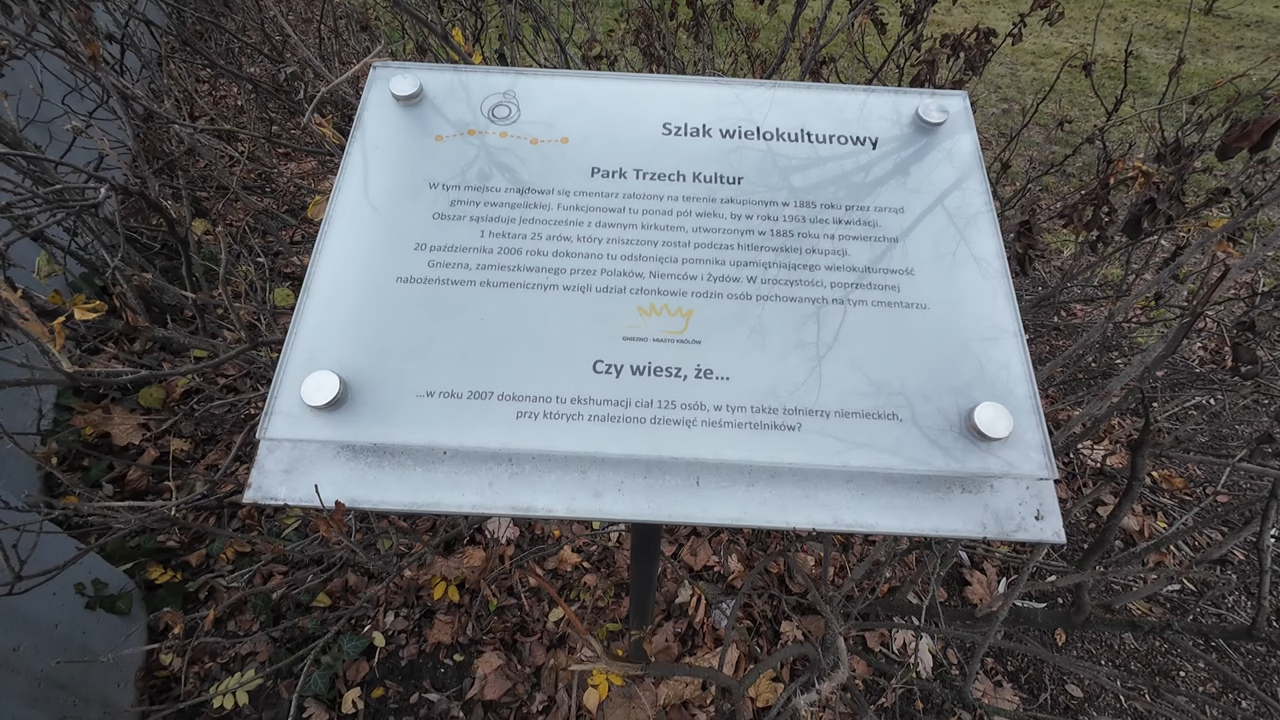 Szlak wielokulturowy
Park Trzech Kultur
W tym miejscu znajdował się cmentarz założony na terenie zakupionym w 1885 roku przez zarząd
gminy ewangelickiej. Funkcjonował tu ponad pół wieku, by w roku 1963 ulec likwidacji.
Obszar sąsiaduje jednocześnie z dawnym kirkutem, utworzonym w 1885 roku na powierzchni
1 hektara 25 arów, który zniszczony został podczas hitlerowskiej okupacji.
20 października 2006 roku dokonano tu odsłonięcia pomnika upamiętniającego wielokulturowość
Gniezna, zamieszkiwanego przez Polaków, Niemców i Żydów. W uroczystości, poprzedzonej
nabożeństwem ekumenicznym wzięli udział członkowie rodzin osób pochowanych na tym cmentarzu.
GNIEZNO - MIASTO KRÓLÓW
Czy wiesz, że...
...w roku 2007 dokonano tu ekshumacji ciał 125 osób, w tym także żołnierzy niemieckich,
przy których znaleziono dziewięć nieśmiertelników?